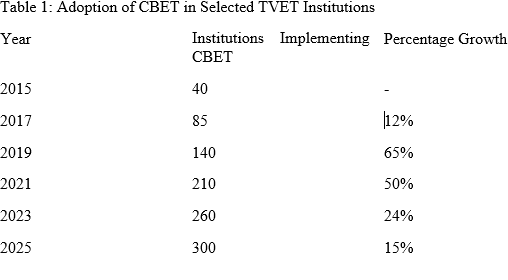 Table 1: Adoption of CBET in Selected TVET Institutions
Year Institutions Implementing CBET Percentage Growth
2015 40 -
2017 85 12%
2019 140 65%
2021 210 50%
2023 260 24%
2025 300 15%